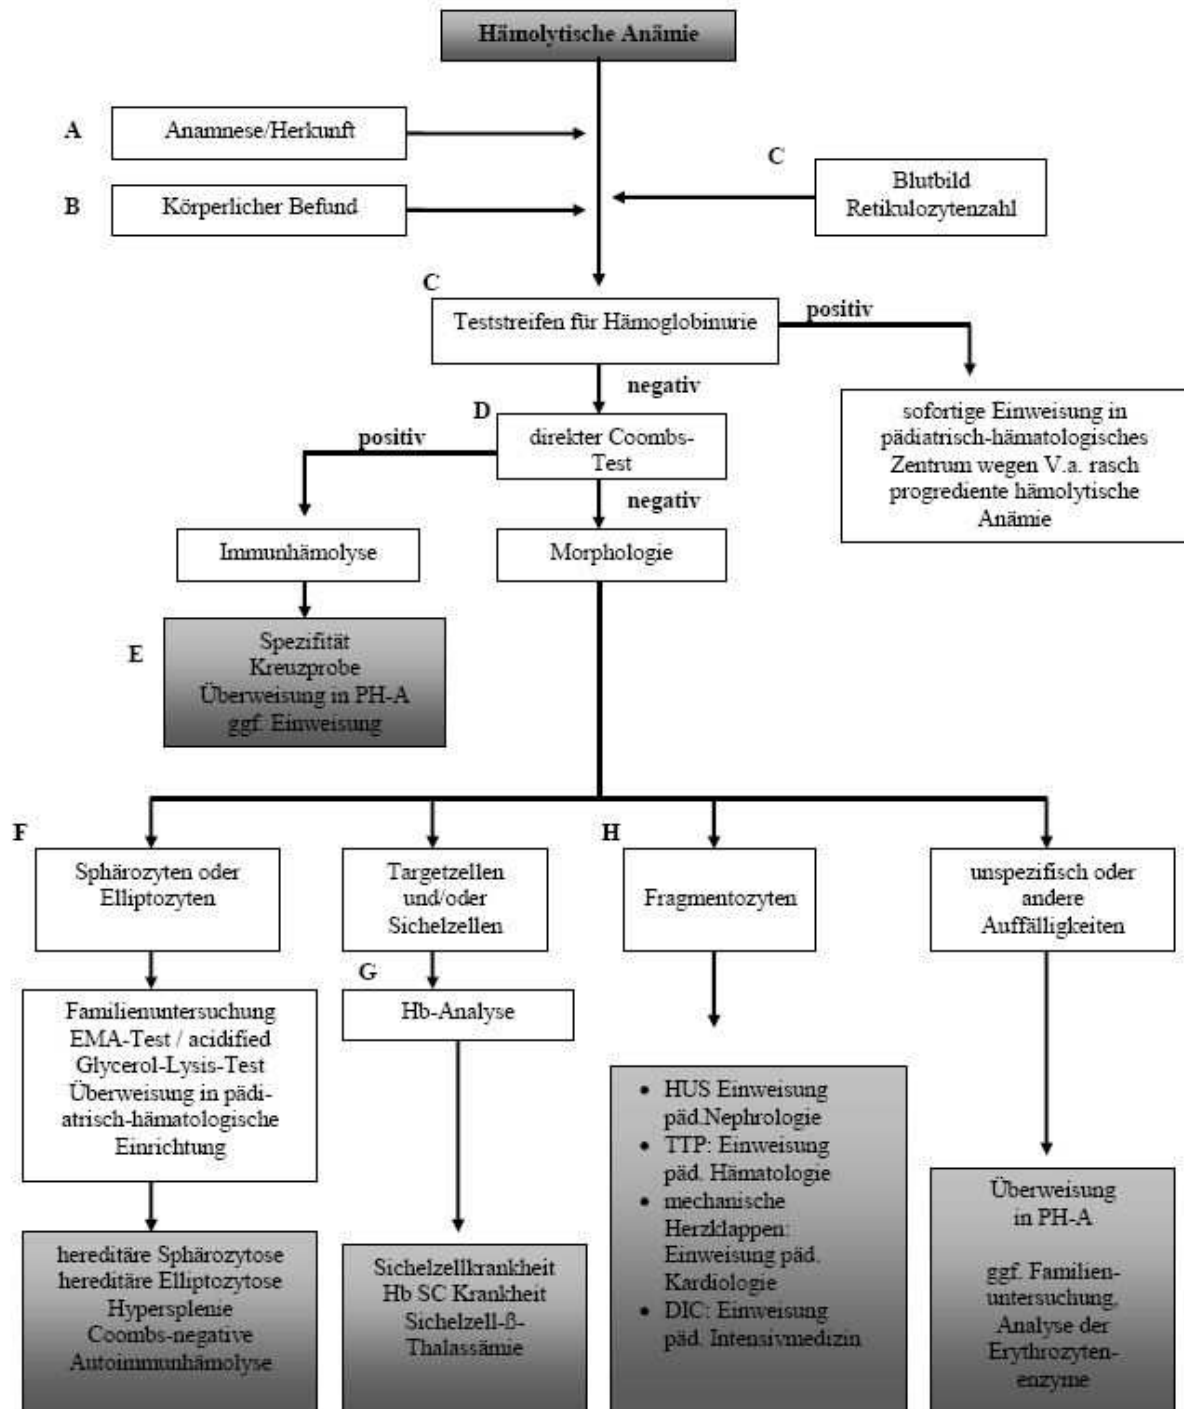 Hämolytische Anämie
A
Anamnese/Herkunft
C
Blutbild
Retikulozytenzahl
B
Körperlicher Befund
C
Teststreifen für Hämoglobinurie
positiv
negativ
sofortige Einweisung in
pädiatrisch-hämatologisches
Zentrum wegen V.a. rasch
progrediente hämolytische
Anämie
D
direkter Coombs-
Test
positiv
negativ
Immunhämolyse
Morphologie
E
Spezifität
Kreuzprobe
Überweisung in PH-A
ggf. Einweisung
F
Sphärozyten oder
Elliptozyten
Targetzellen
und/oder
Sichelzellen
H
Fragmentozyten
unspezifisch oder
andere
Auffälligkeiten
Familienuntersuchung
EMA-Test / acidified
Glycerol-Lysis-Test
Überweisung in pädi-
atrisch-hämatologische
Einrichtung
G
Hb-Analyse
hereditäre Sphärozytose
hereditäre Elliptozytose
Hypersplenie
Coombs-negative
Autoimmunhämolyse
Sichelzellkrankheit
Hb SC Krankheit
Sichelzell-ß-
Thalassämie
• HUS Einweisung
päd.Nephrologie
• TTP: Einweisung
päd. Hämatologie
• mechanische
Herzklappen:
Einweisung päd.
Kardiologie
• DIC: Einweisung
päd. Intensivmedizin
Überweisung
in PH-A
ggf. Familien-
untersuchung,
Analyse der
Erythrozyten-
enzyme